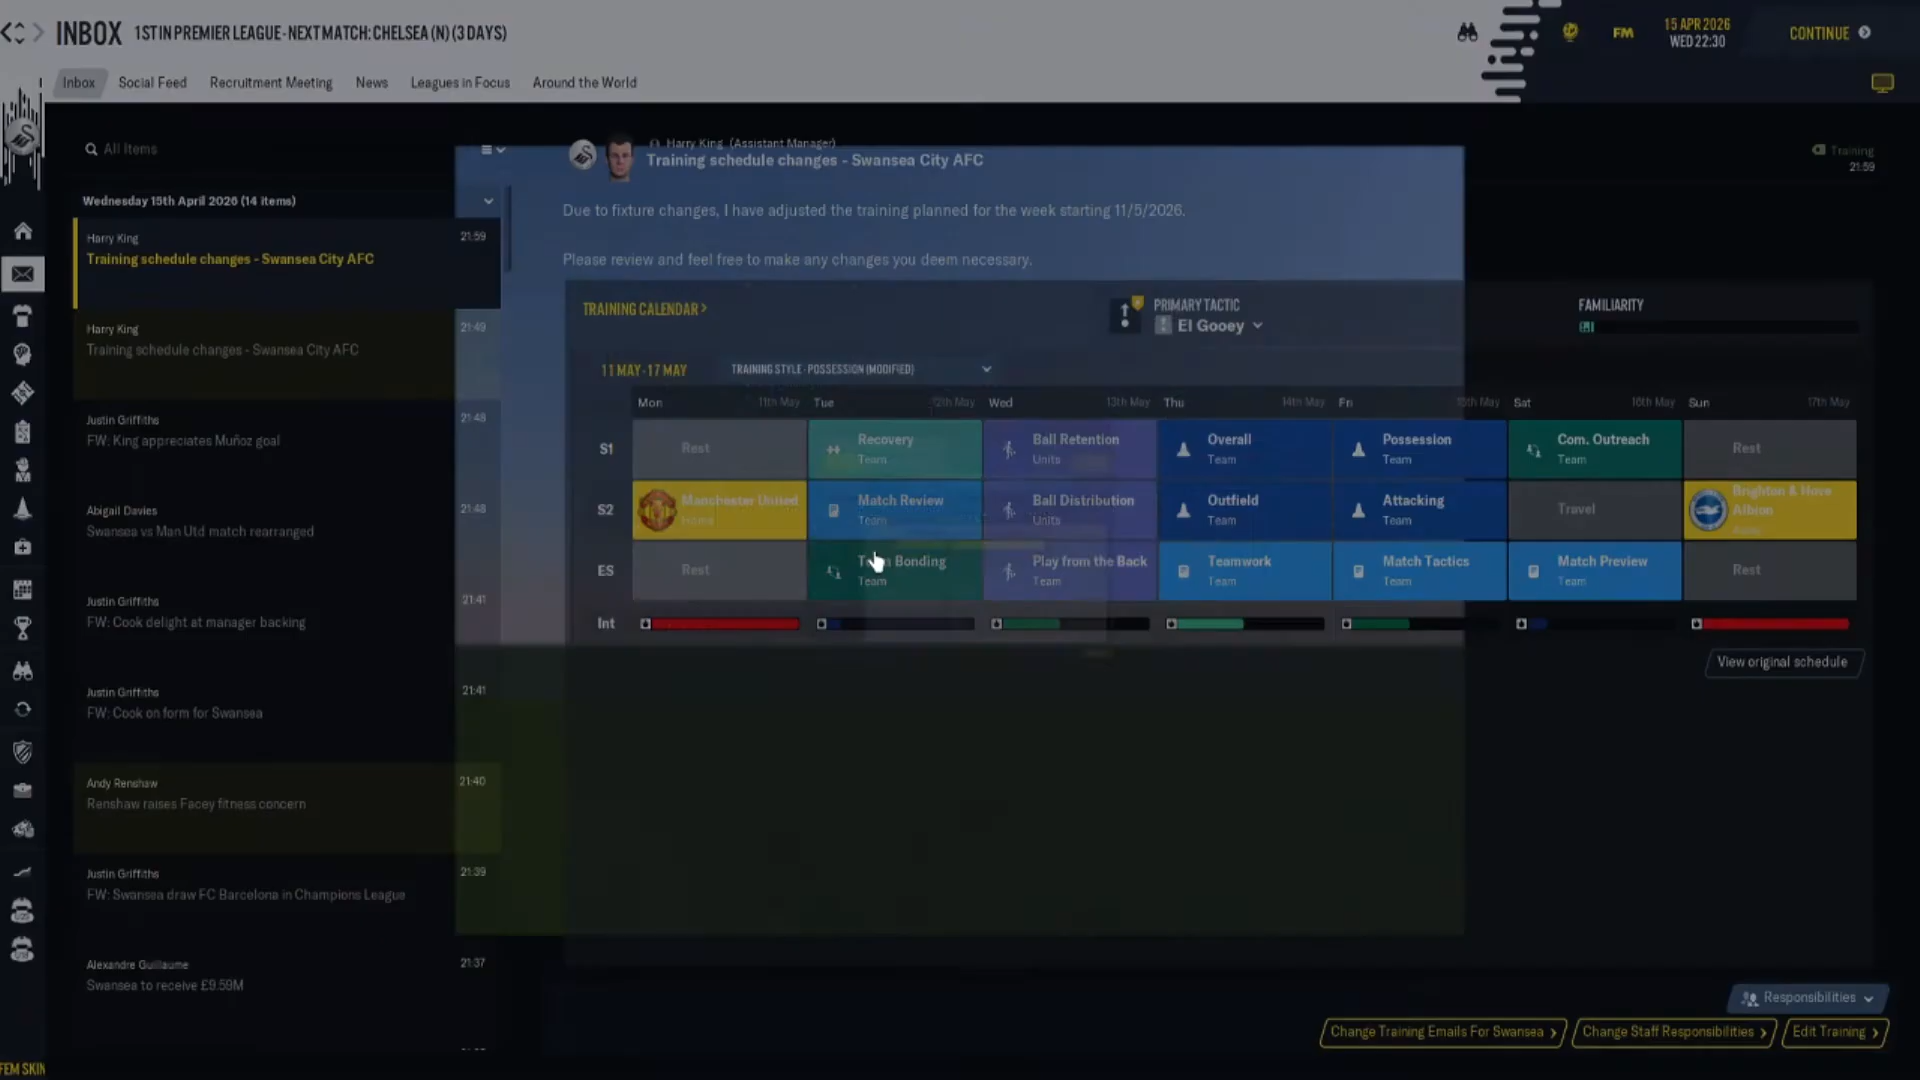 INBOX
1ST IN PREMIER LEAGUE - NEXT MATCH: CHELSEA (N) (3 DAYS)
FM
15 APR 2026
WED 22:30
CONTINUE
Inbox
Social Feed
Recruitment Meeting
News
Leagues in Focus
Around the World
All Items
Wednesday 15th April 2026 (14 items)
Harry King
21:59
Training schedule changes - Swansea City AFC
Harry King
21:49
Training schedule changes - Swansea City AFC
Justin Griffiths
21:48
FW: King appreciates Muñoz goal
Abigail Davies
21:48
Swansea vs Man Utd match rearranged
Justin Griffiths
21:41
FW: Cook delight at manager backing
Justin Griffiths
21:41
FW: Cook on form for Swansea
Andy Renshaw
21:40
Renshaw raises Facey fitness concern
Justin Griffiths
21:39
FW: Swansea draw FC Barcelona in Champions League
Alexandre Guillaume
21:37
Swansea to receive £9.59M
FEM SKIN
Harry King (Assistant Manager)
Training schedule changes - Swansea City AFC
Training
21:59
Due to fixture changes, I have adjusted the training planned for the week starting 11/5/2026.
Please review and feel free to make any changes you deem necessary.
TRAINING CALENDAR >
PRIMARY TACTIC
El Gooey
FAMILIARITY
11 MAY - 17 MAY
TRAINING STYLE - POSSESSION (MODIFIED)
Mon 11th May Tue 12th May Wed 13th May Thu 14th May Fri 15th May Sat 16th May Sun 17th May
S1
Rest
Recovery
Team
Ball Retention
Units
Overall
Team
Possession
Team
Com. Outreach
Team
Rest
S2
Manchester United
Home
Match Review
Team
Ball Distribution
Units
Outfield
Team
Attacking
Team
Travel
Brighton & Hove
Albion
ES
Rest
Bonding
Team
Play from the Back
Team
Teamwork
Team
Match Tactics
Team
Match Preview
Team
Rest
Int
View original schedule
Responsibilities
Change Training Emails For Swansea >
Change Staff Responsibilities >
Edit Training >